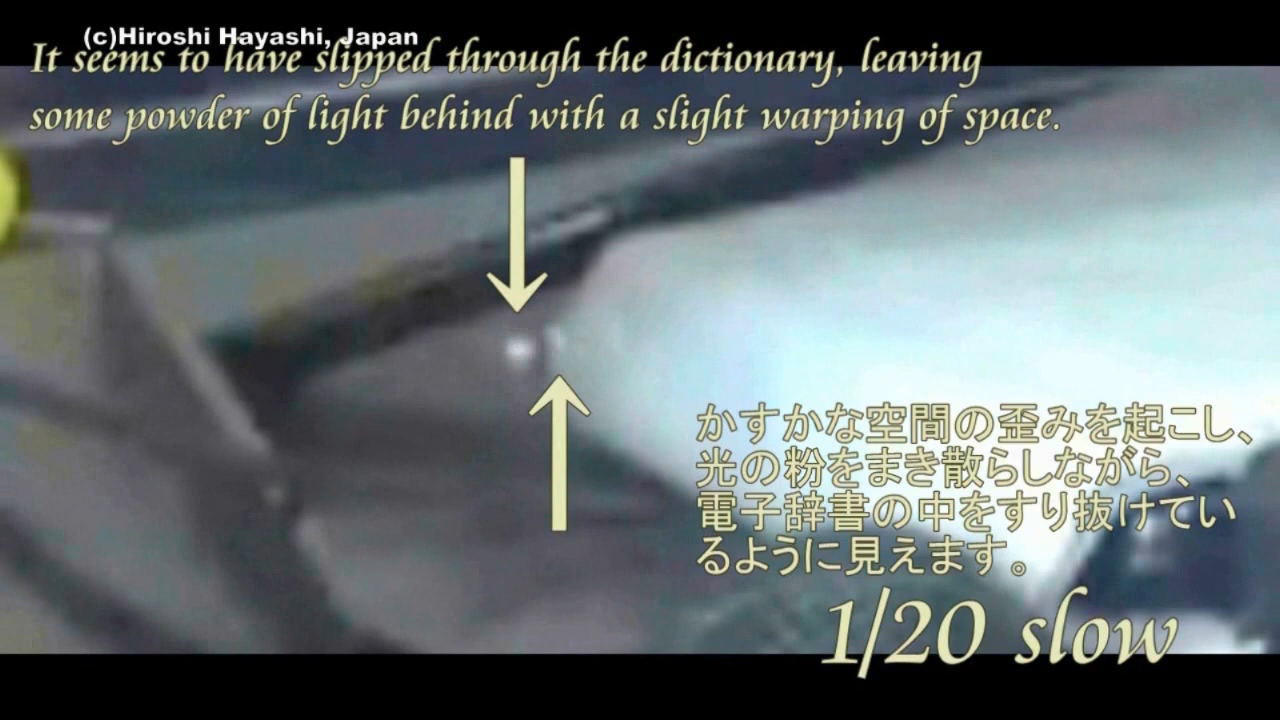 (c)Hiroshi Hayashi, Japan
It seems to have slipped through the dictionary, leaving
some powder of light behind with a slight warping of space.
かすかな空間の歪みを起こし、
光の粉をまき散らしながら、
電子辞書の中をすり抜けてい
るように見えます。
1/20 slow